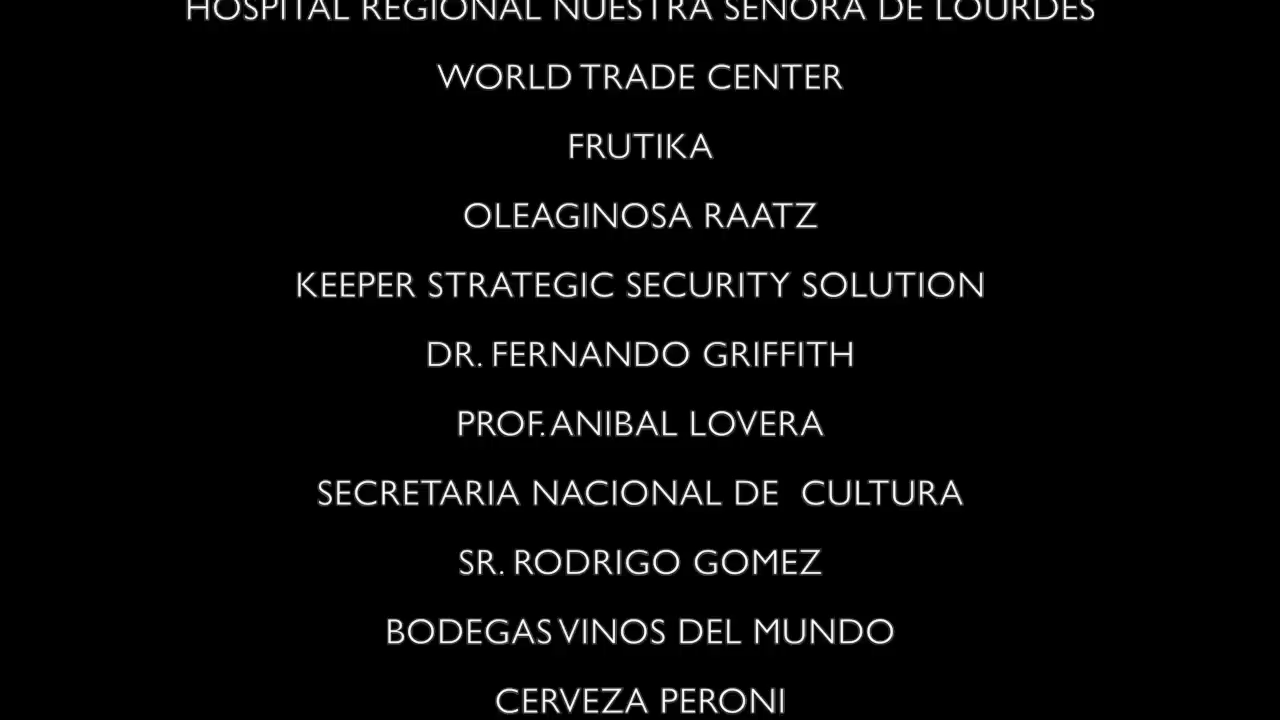 HOSPITAL REGIONAL NUESTRA SEÑORA DE LOURDES
WORLD TRADE CENTER
FRUTIKA
OLEAGINOSA RAATZ
KEEPER STRATEGIC SECURITY SOLUTION
DR. FERNANDO GRIFFITH
PROF. ANIBAL LOVERA
SECRETARIA NACIONAL DE  CULTURA
SR. RODRIGO GOMEZ
BODEGAS VINOS DEL MUNDO
CERVEZA PERONI